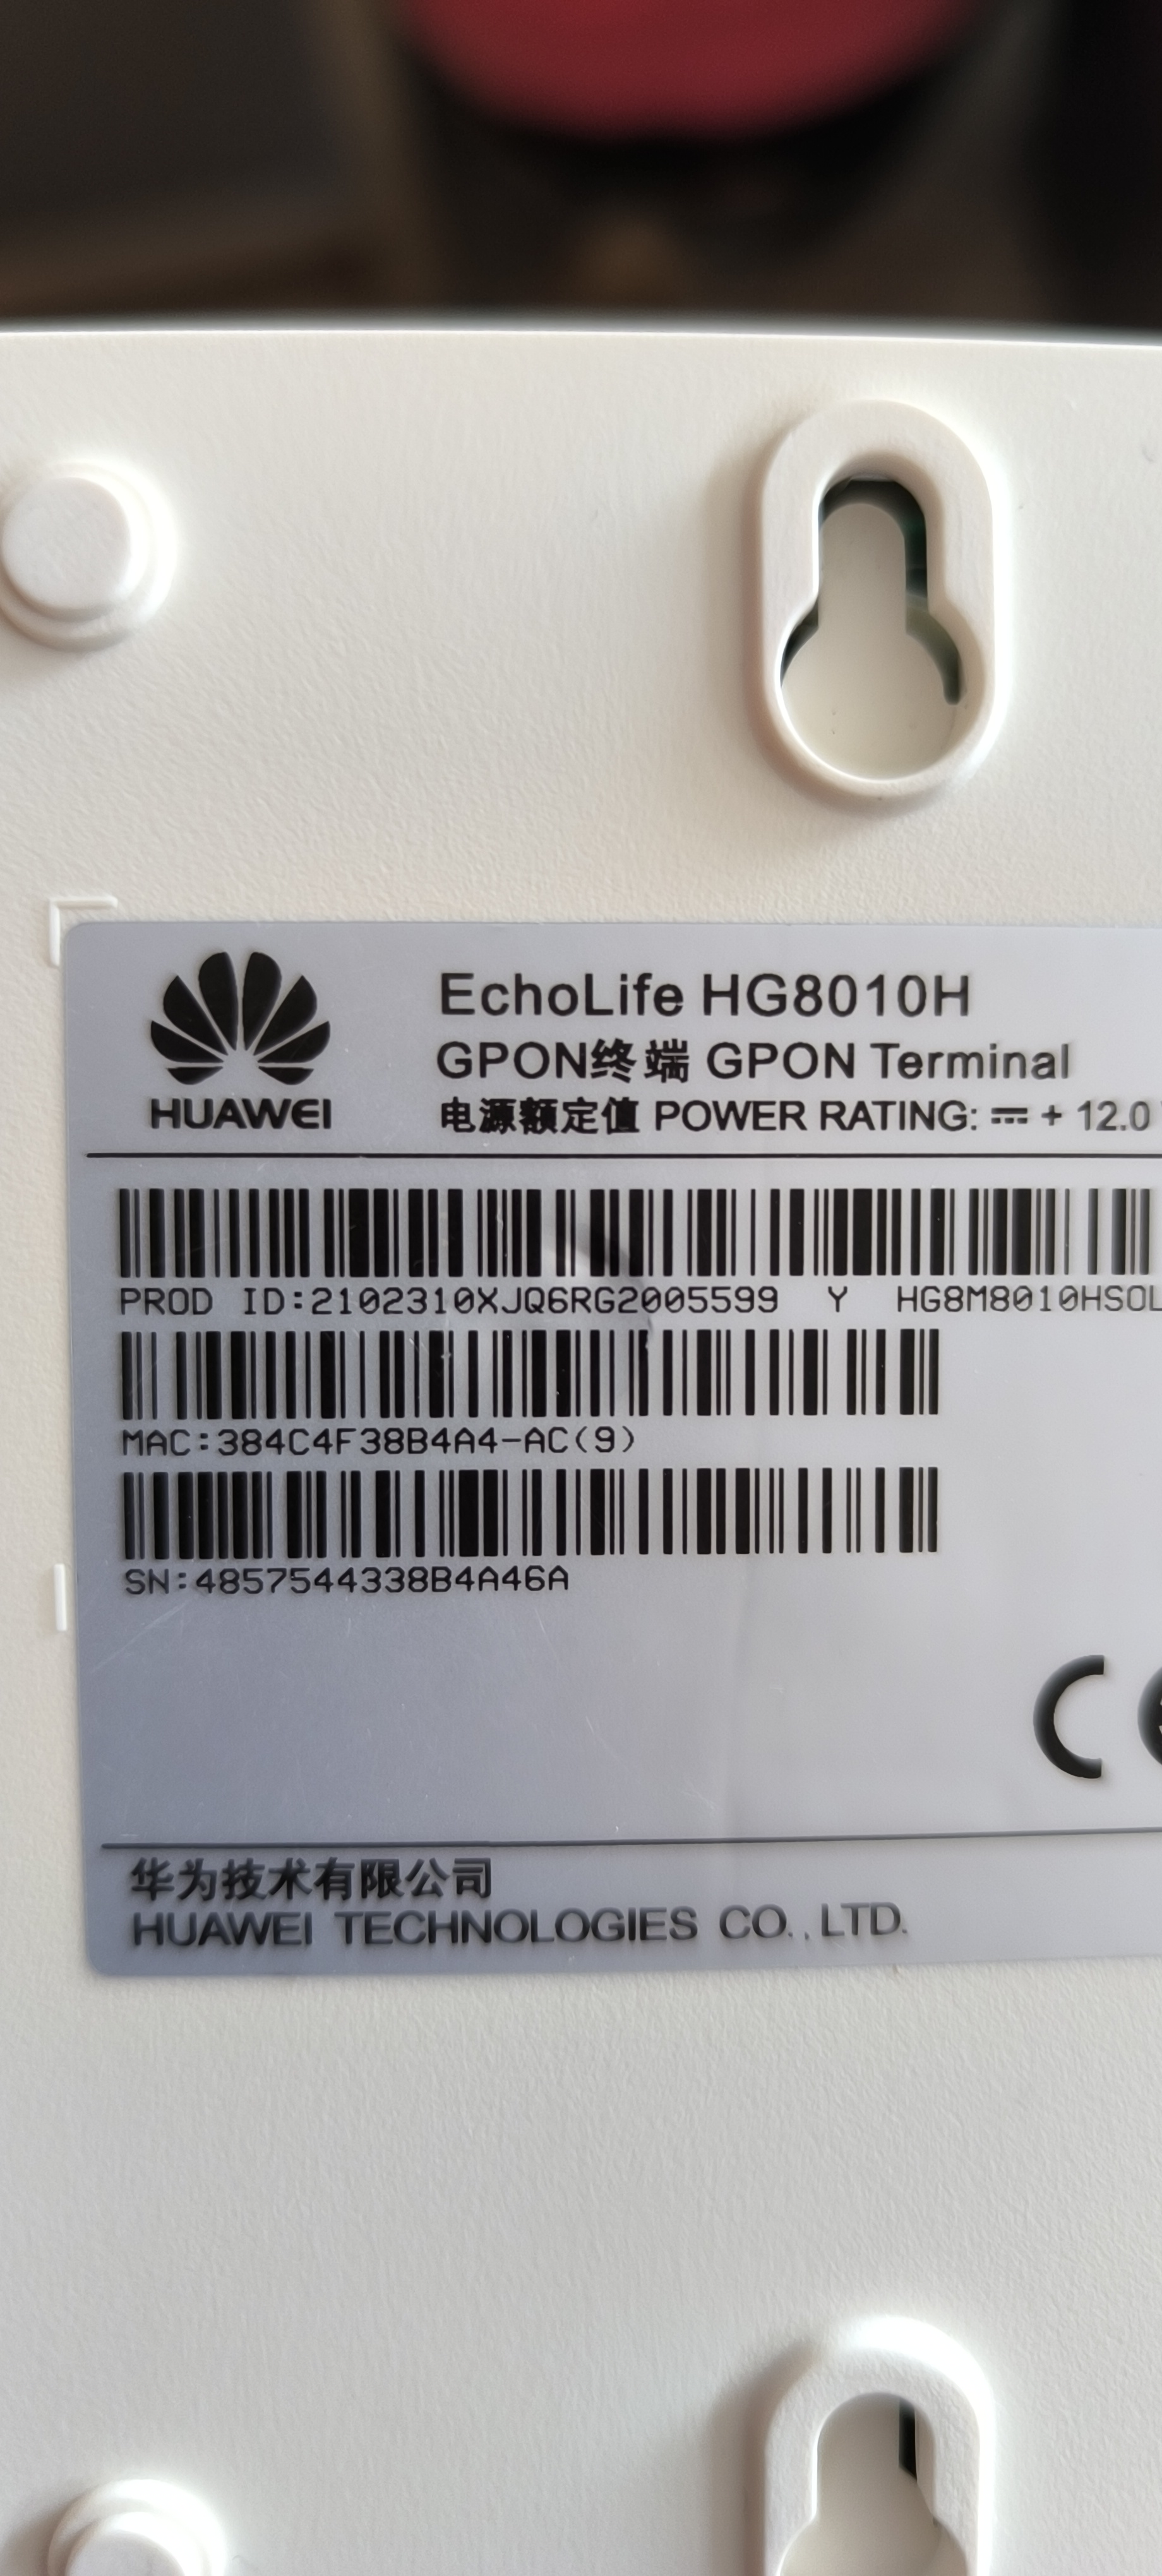 HUAWEI
EchoLife HG8010H
GPON终端 GPON Terminal
电源额定值 POWER RATING: ⎓ + 12.0
PROD ID:2102310XJQ6RG2005599 Y HG8M8010HSOL
MAC:384C4F38B4A4-AC(9)
SN:4857544338B4A46A
华为技术有限公司
HUAWEI TECHNOLOGIES CO., LTD.